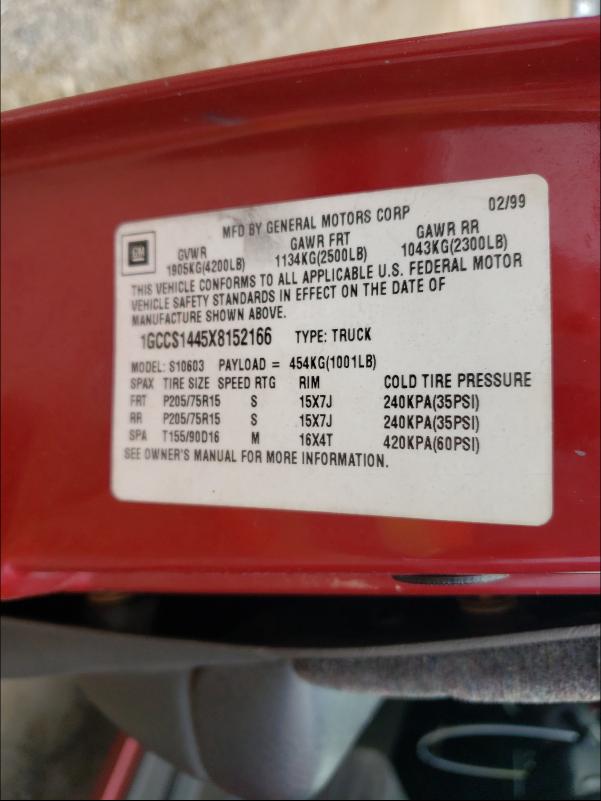 MFD BY GENERAL MOTORS CORP 02/99
GM GVWR GAWR FRT GAWR RR
1905KG(4200LB) 1134KG(2500LB) 1043KG(2300LB)
THIS VEHICLE CONFORMS TO ALL APPLICABLE U.S. FEDERAL MOTOR
VEHICLE SAFETY STANDARDS IN EFFECT ON THE DATE OF
MANUFACTURE SHOWN ABOVE.
1GCCS1445X8152166 TYPE: TRUCK
MODEL: S10603 PAYLOAD = 454KG(1001LB)
SPAX TIRE SIZE SPEED RTG RIM COLD TIRE PRESSURE
FRT P205/75R15 S 15X7J 240KPA(35PSI)
RR P205/75R15 S 15X7J 240KPA(35PSI)
SPA T155/90D16 M 16X4T 420KPA(60PSI)
SEE OWNER'S MANUAL FOR MORE INFORMATION.